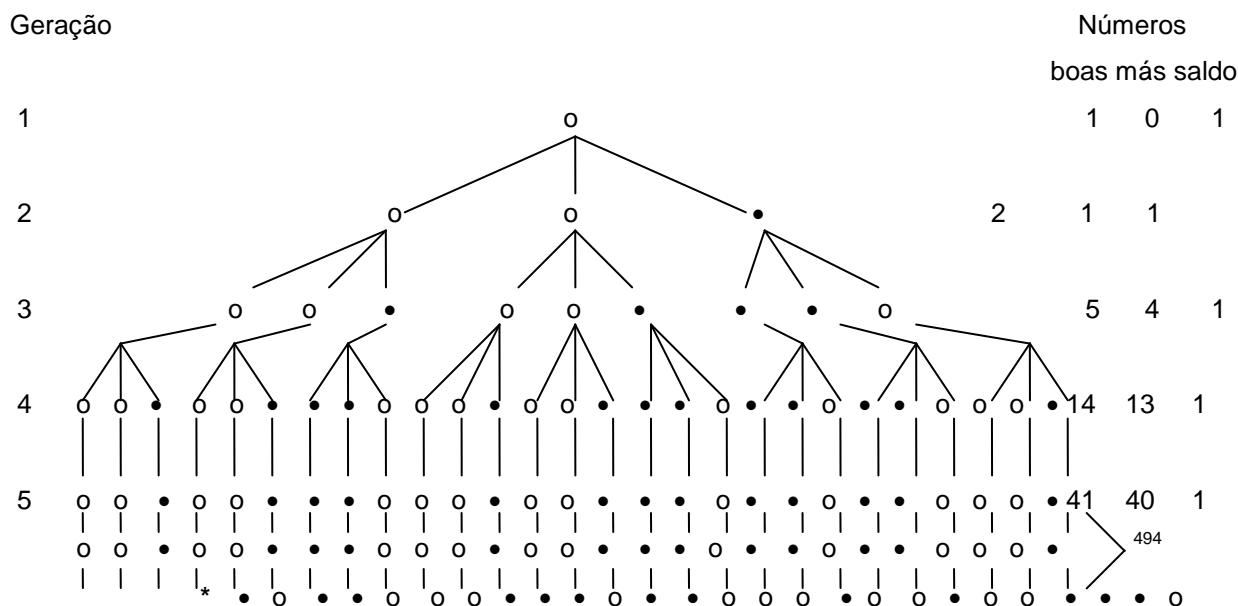 Geração Números
boas más saldo
1 o 1 0 1
2 o o • 2 1 1
3 o o • o o • • • o 5 4 1
4 o o • o o • • • o o o • o o • • • o • • o • • o o o • 14 13 1
5 o o • o o • • • o o o • o o • • • o • • o • • o o o • 41 40 1
o o • o o • • • o o o • o o • • • o • • o • • o o o • 494
* • o • • o o o • • • o • • o o o • o o • o o • • • o